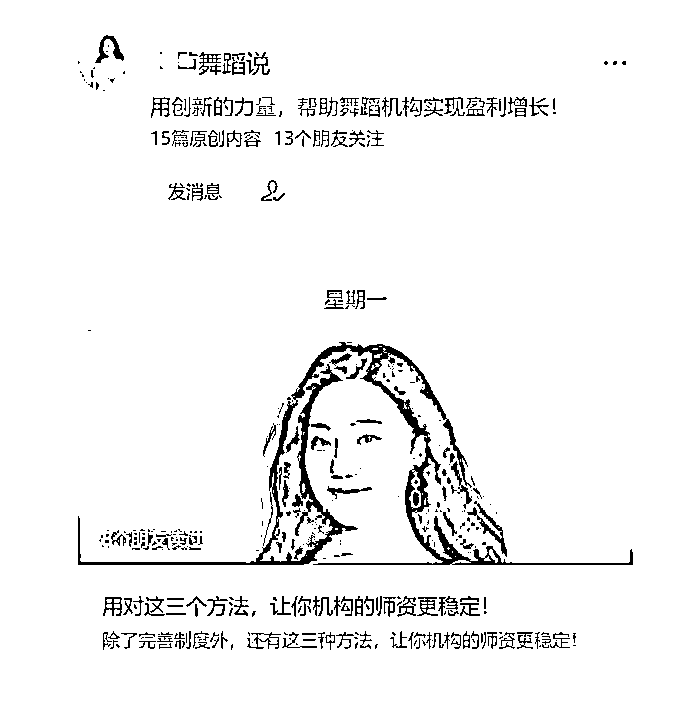 舞蹈说
用创新的力量，帮助舞蹈机构实现盈利增长！
15篇原创内容 13个朋友关注
发消息
星期一
个朋友读过
用对这三个方法，让你机构的师资更稳定！
除了完善制度外，还有这三种方法，让你机构的师资更稳定！